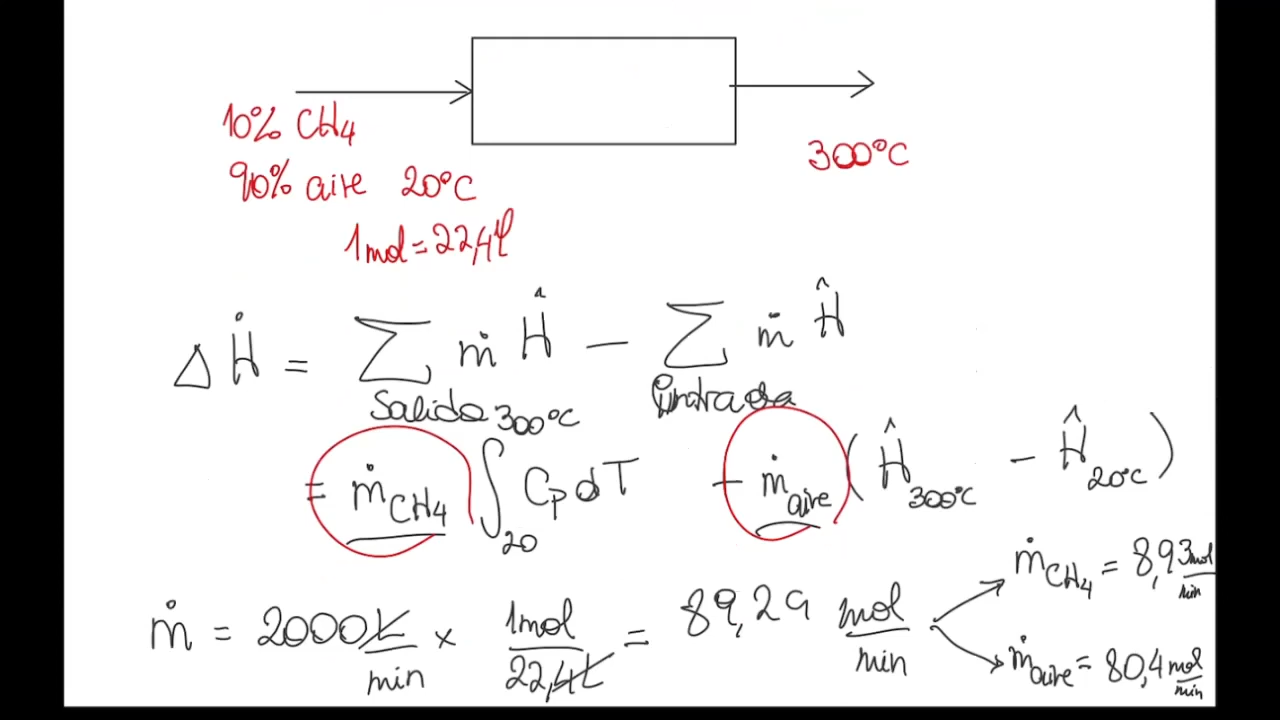 10% CH4
90% aire 20°C
1mol = 22,4l
300°C
ΔḢ = Σ ṁ Ĥ − Σ ṁ Ĥ
Salida Entrada
= ṁCH4 ∫20 300°C Cp dT − ṁaire (Ĥ300°C − Ĥ20°C)
ṁ = 2000 L/min × 1mol/22,4L = 89,29 mol/min
ṁCH4 = 8,93 mol/min
ṁaire = 80,4 mol/min